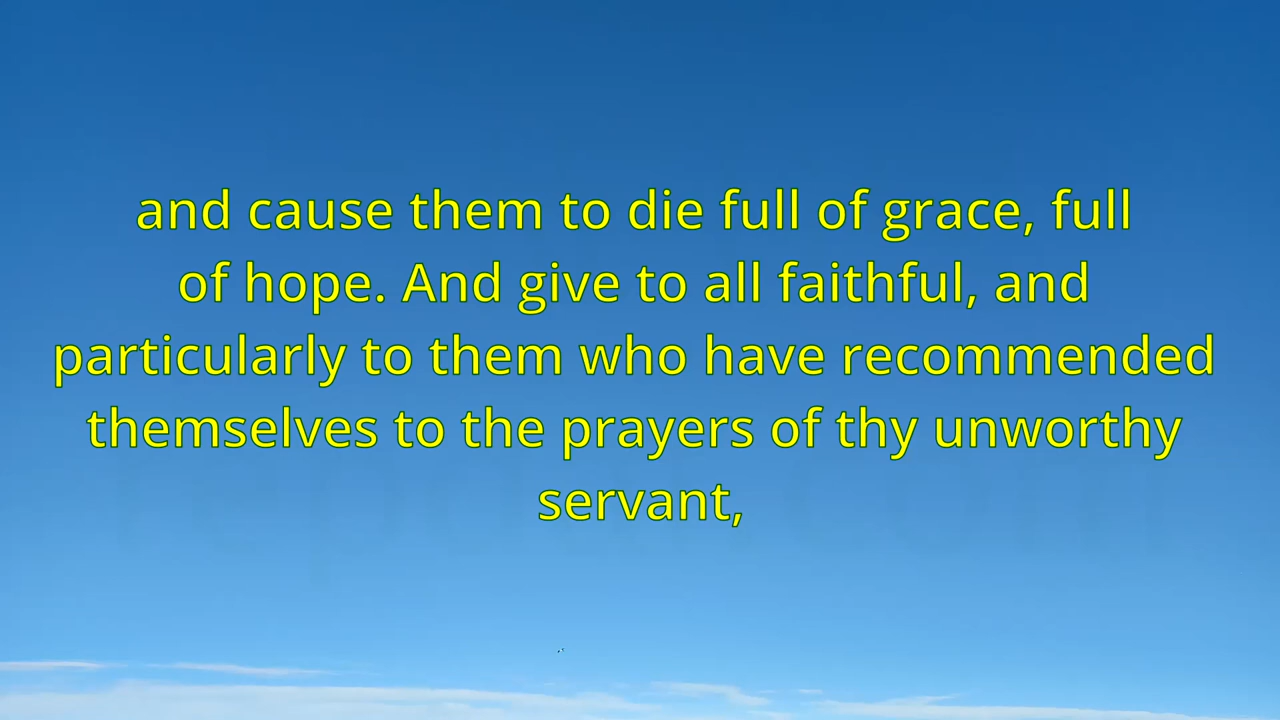 and cause them to die full of grace, full
of hope. And give to all faithful, and
particularly to them who have recommended
themselves to the prayers of thy unworthy
servant,